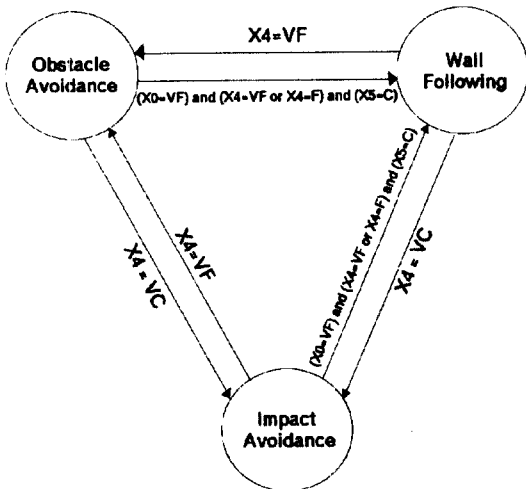 X4=VF
Obstacle
Avoidance
Wall
Following
(X0=VF) and (X4=VF or X4=F) and (X5=C)
X4 = VC
X4=VF
(X0=VF) and (X4=VF or X4=F) and (X5=C)
X4 = VC
Impact
Avoidance